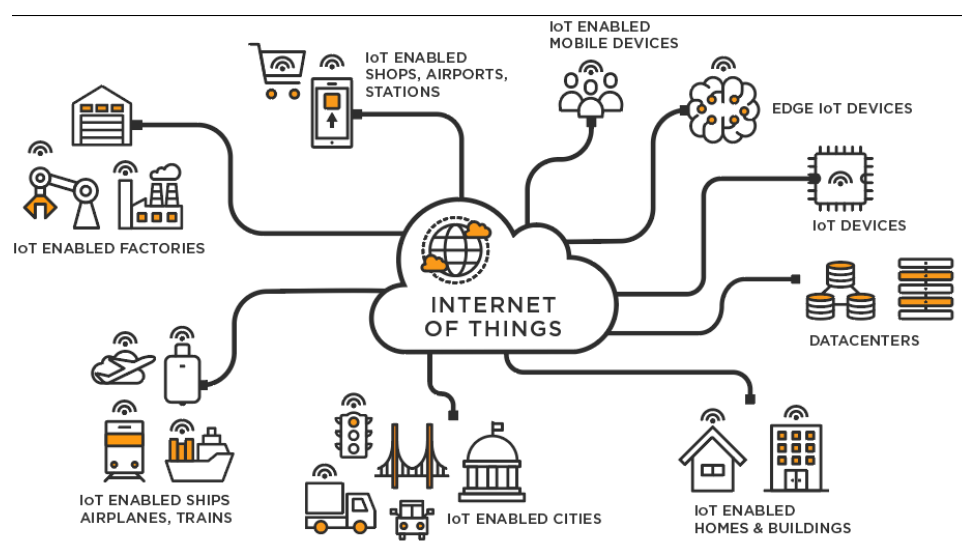 IoT ENABLED
SHOPS, AIRPORTS,
STATIONS
IoT ENABLED
MOBILE DEVICES
EDGE IoT DEVICES
IoT DEVICES
IoT ENABLED FACTORIES
INTERNET
OF THINGS
DATACENTERS
IoT ENABLED SHIPS
AIRPLANES, TRAINS
IoT ENABLED CITIES
IoT ENABLED
HOMES & BUILDINGS